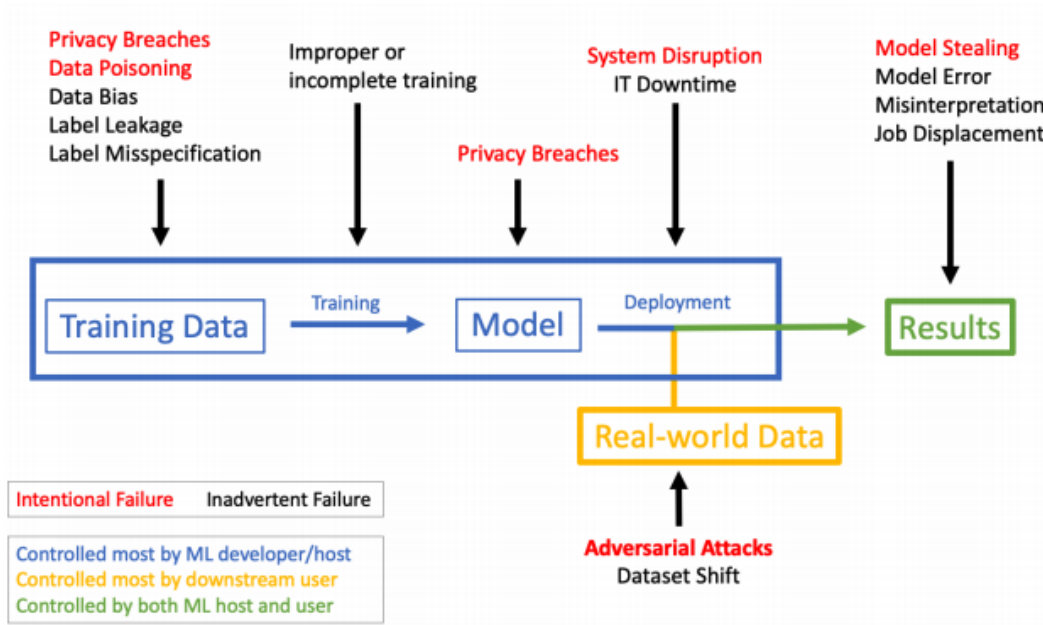 Privacy Breaches
Data Poisoning
Data Bias
Label Leakage
Label Misspecification
Improper or
incomplete training
Privacy Breaches
System Disruption
IT Downtime
Model Stealing
Model Error
Misinterpretation
Job Displacement
Training Data
Training
Model
Deployment
Results
Real-world Data
Adversarial Attacks
Dataset Shift
Intentional Failure Inadvertent Failure
Controlled most by ML developer/host
Controlled most by downstream user
Controlled by both ML host and user